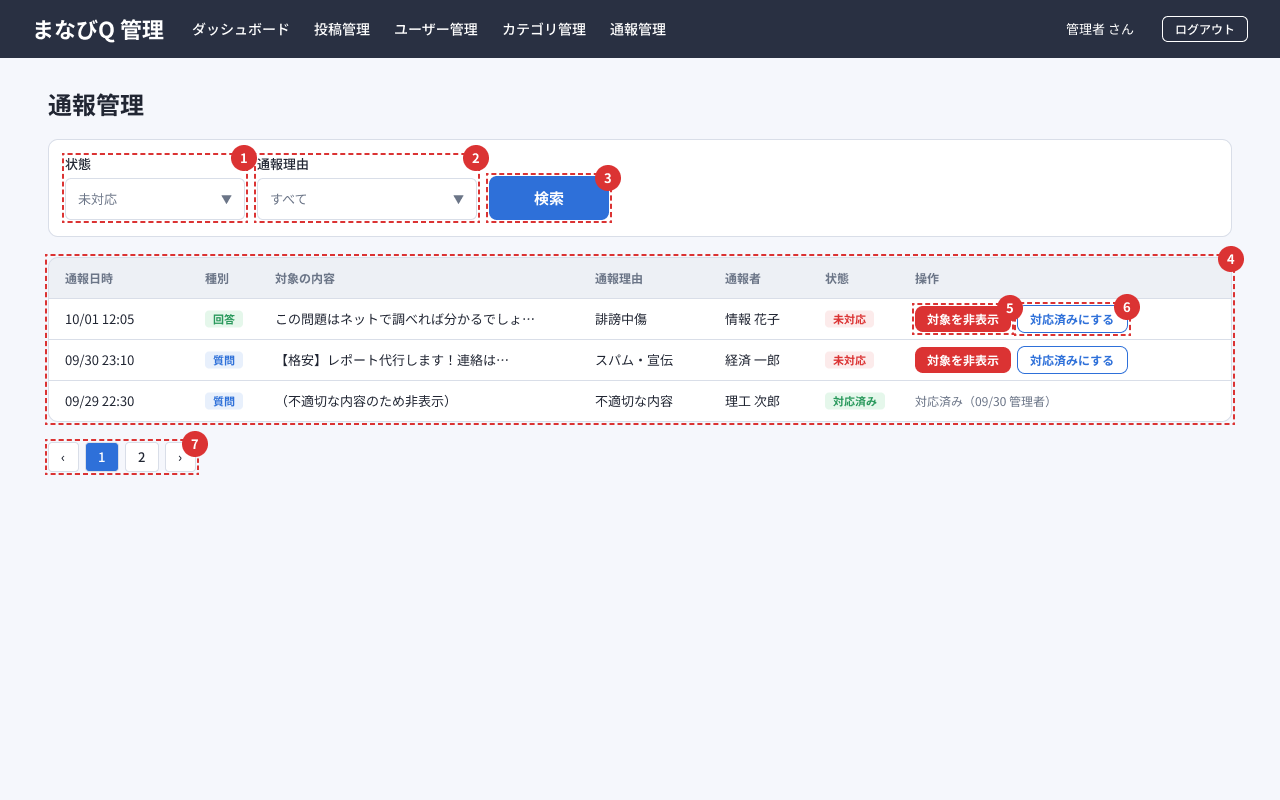 まなびQ 管理 ダッシュボード 投稿管理 ユーザー管理 カテゴリ管理 通報管理 管理者 さん ログアウト
通報管理
状態 1 通報理由 2
未対応 ▼ すべて ▼ 検索 3
4
通報日時 種別 対象の内容 通報理由 通報者 状態 操作
10/01 12:05 回答 この問題はネットで調べれば分かるでしょ… 誹謗中傷 情報 花子 未対応 対象を非表示 5 対応済みにする 6
09/30 23:10 質問 【格安】レポート代行します！連絡は… スパム・宣伝 経済 一郎 未対応 対象を非表示 対応済みにする
09/29 22:30 質問 （不適切な内容のため非表示） 不適切な内容 理工 次郎 対応済み 対応済み（09/30 管理者）
‹ 1 2 › 7